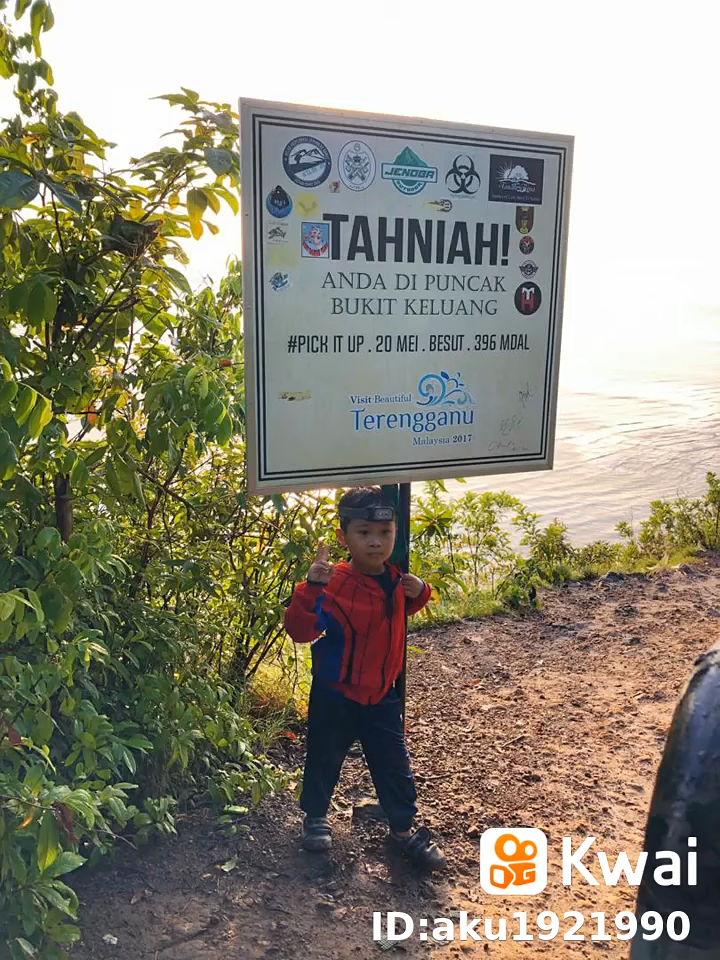 JENOBA
TAHNIAH!
ANDA DI PUNCAK
BUKIT KELUANG
#PICK IT UP . 20 MEI . BESUT . 396 MDAL
Visit Beautiful
Terengganu
Malaysia 2017
Kwai
ID:aku1921990